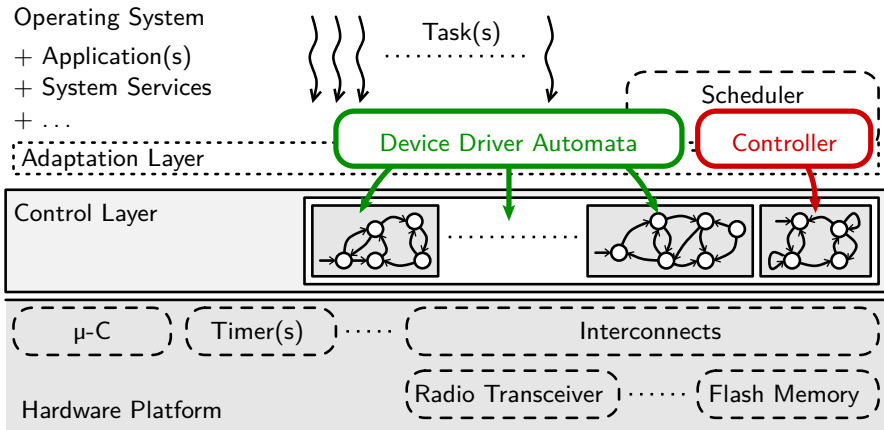 Operating System
+ Application(s)
+ System Services
+ ...
Task(s)
Scheduler
Device Driver Automata
Controller
Adaptation Layer
Control Layer
µ-C
Timer(s)
Interconnects
Radio Transceiver
Flash Memory
Hardware Platform